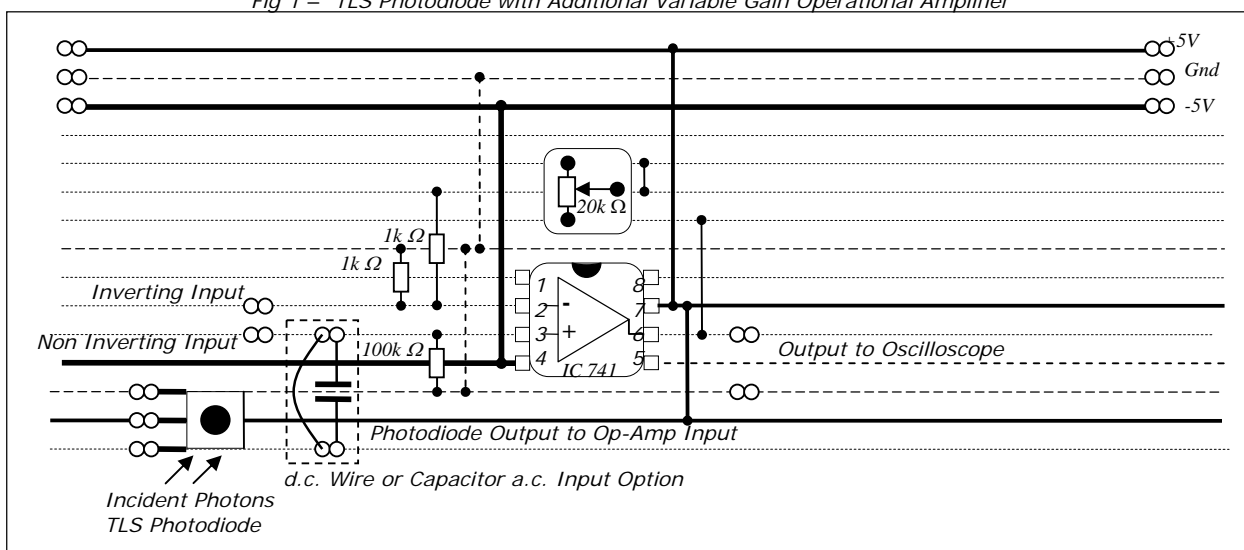 Fig 1 – TLS Photodiode with Additional Variable Gain Operational Amplifier
+5V
Gnd
-5V
20k Ω
1k Ω
1k Ω
Inverting Input
Non Inverting Input
100k Ω
1
2
3
4
-
+
8
7
6
5
IC 741
Output to Oscilloscope
Photodiode Output to Op-Amp Input
d.c. Wire or Capacitor a.c. Input Option
Incident Photons
TLS Photodiode